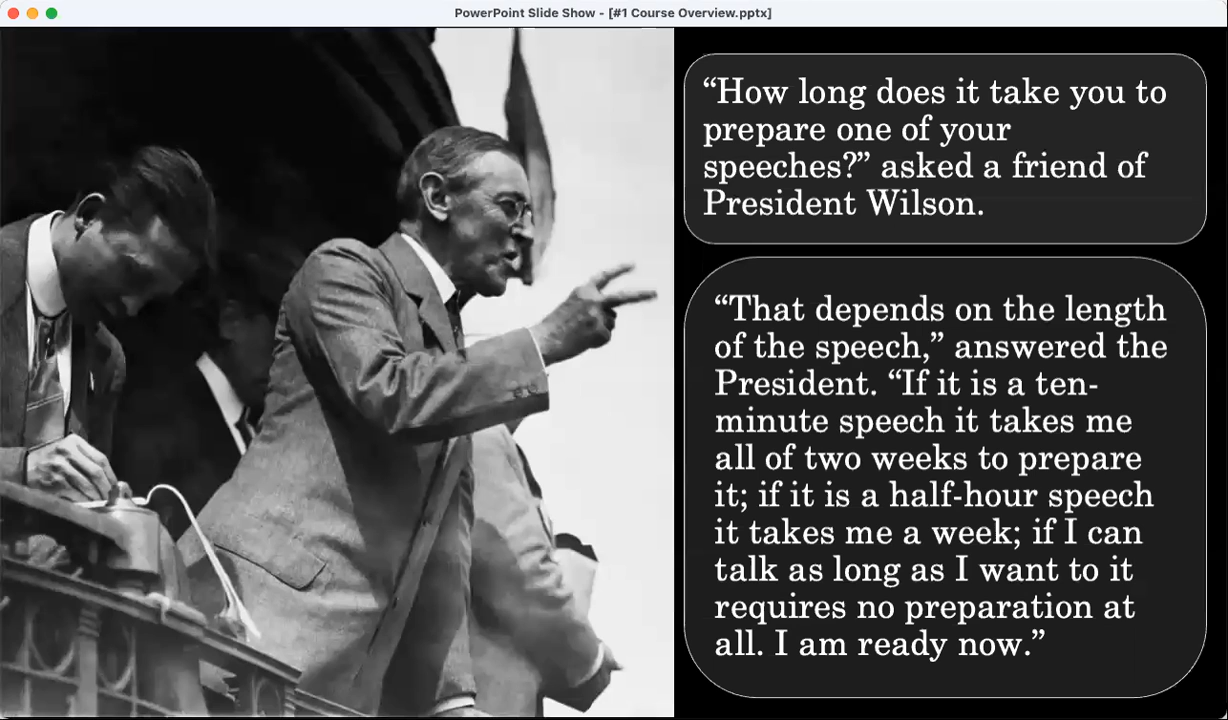 PowerPoint Slide Show - [#1 Course Overview.pptx]
“How long does it take you to
prepare one of your
speeches?” asked a friend of
President Wilson.
“That depends on the length
of the speech,” answered the
President. “If it is a ten-
minute speech it takes me
all of two weeks to prepare
it; if it is a half-hour speech
it takes me a week; if I can
talk as long as I want to it
requires no preparation at
all. I am ready now.”